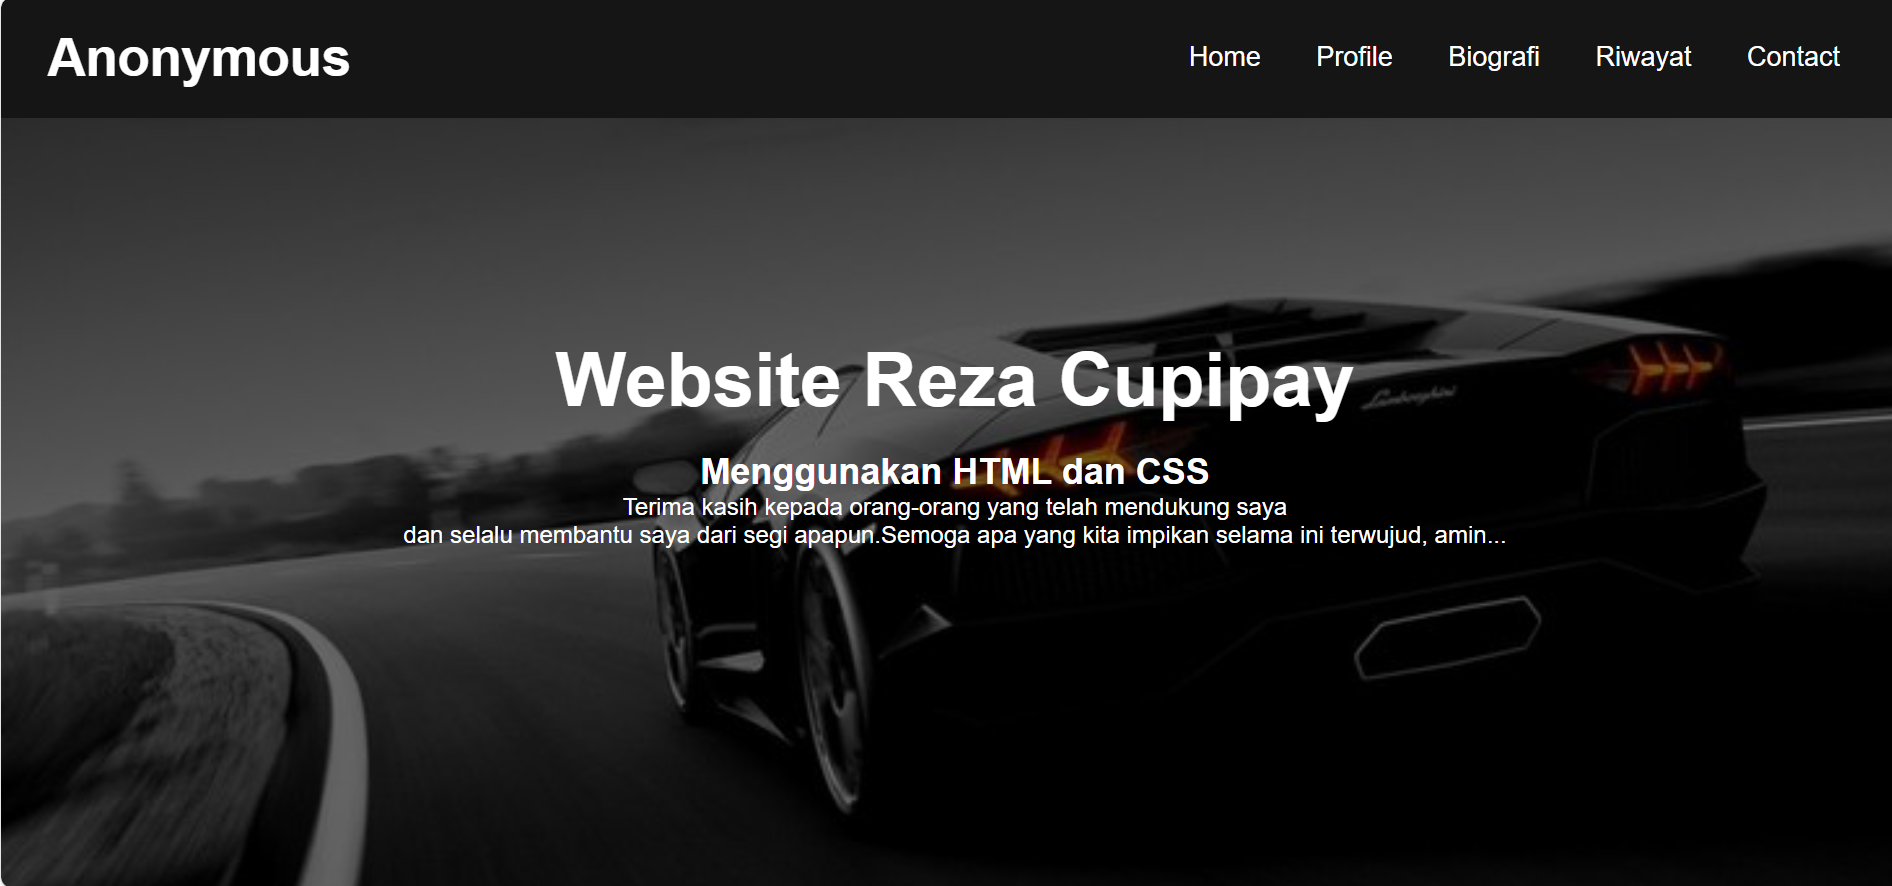 Anonymous
Home Profile Biografi Riwayat Contact
Website Reza Cupipay
Lamborghini
Menggunakan HTML dan CSS
Terima kasih kepada orang-orang yang telah mendukung saya
dan selalu membantu saya dari segi apapun.Semoga apa yang kita impikan selama ini terwujud, amin...